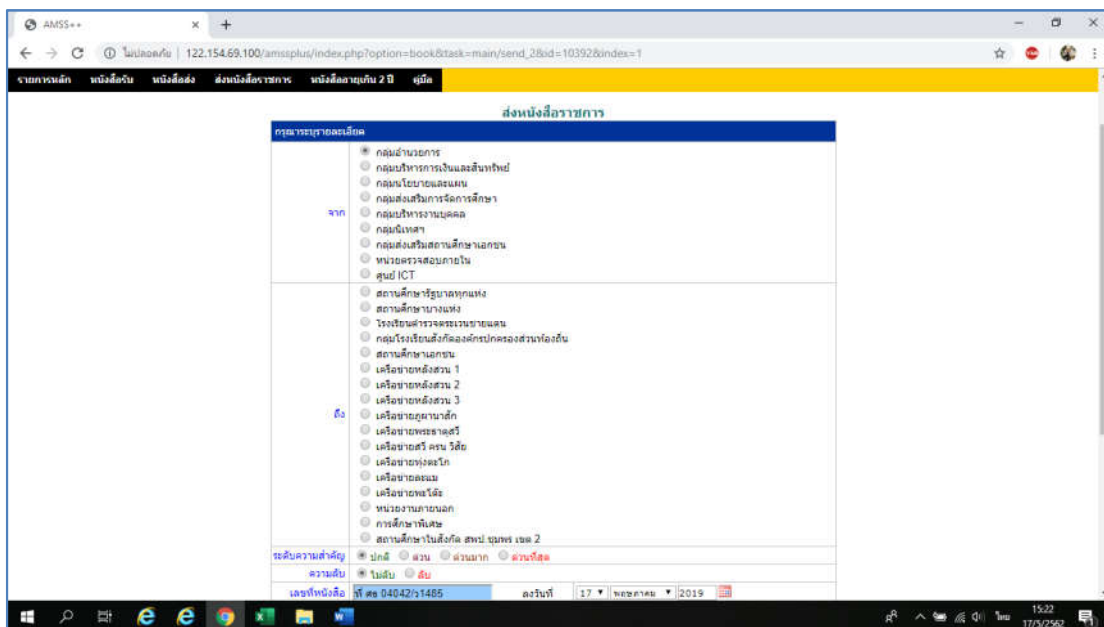 AMSS++
ไม่ปลอดภัย | 122.154.69.100/amssplus/index.php?option=book&task=main/send_2&id=10392&index=1
รายการหลัก หนังสือรับ หนังสือส่ง ส่งหนังสือราชการ หนังสืออายุเกิน 2 ปี คู่มือ
ส่งหนังสือราชการ
กรุณาระบุรายละเอียด
จาก
กลุ่มอำนวยการ
กลุ่มบริหารการเงินและสินทรัพย์
กลุ่มนโยบายและแผน
กลุ่มส่งเสริมการจัดการศึกษา
กลุ่มบริหารงานบุคคล
กลุ่มนิเทศฯ
กลุ่มส่งเสริมสถานศึกษาเอกชน
หน่วยตรวจสอบภายใน
ศูนย์ ICT
ถึง
สถานศึกษารัฐบาลทุกแห่ง
สถานศึกษาบางแห่ง
โรงเรียนตำรวจตระเวนชายแดน
กลุ่มโรงเรียนสังกัดองค์กรปกครองส่วนท้องถิ่น
สถานศึกษาเอกชน
เครือข่ายหลังสวน 1
เครือข่ายหลังสวน 2
เครือข่ายหลังสวน 3
เครือข่ายภูผานาสัก
เครือข่ายพระธาตุสวี
เครือข่ายสวี ครน วิสัย
เครือข่ายทุ่งตะโก
เครือข่ายละแม
เครือข่ายพะโต๊ะ
หน่วยงานภายนอก
การศึกษาพิเศษ
สถานศึกษาในสังกัด สพป.ชุมพร เขต 2
ระดับความสำคัญ ปกติ ด่วน ด่วนมาก ด่วนที่สุด
ความลับ ไม่ลับ ลับ
เลขที่หนังสือ ที่ ศธ 04042/ว1485 ลงวันที่ 17 พฤษภาคม 2019
ไทย
15:22
17/5/2562